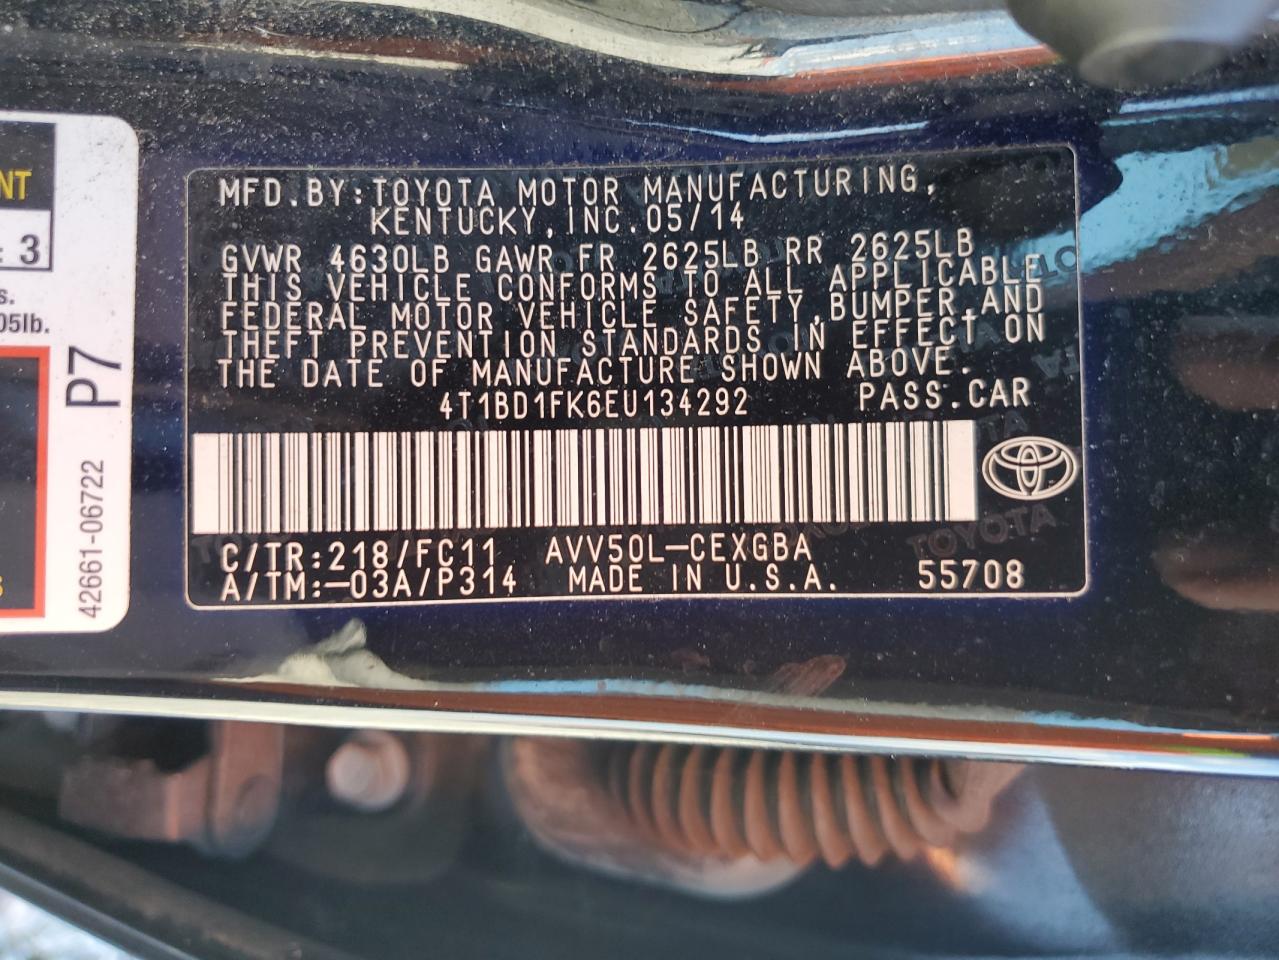 NT
: 3
s.
05lb.
P7
42661-06722
S
MFD.BY:TOYOTA MOTOR MANUFACTURING,
KENTUCKY,INC.05/14
GVWR 4630LB GAWR FR 2625LB RR 2625LB
THIS VEHICLE CONFORMS TO ALL APPLICABLE
FEDERAL MOTOR VEHICLE SAFETY,BUMPER,AND
THEFT PREVENTION STANDARDS IN EFFECT ON
THE DATE OF MANUFACTURE SHOWN ABOVE.
4T1BD1FK6EU134292 PASS.CAR
C/TR:218/FC11 AVV50L-CEXGBA
A/TM:-03A/P314 MADE IN U.S.A. 55708
TOYOTA